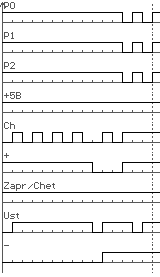 P0
P1
P2
+5B
Ch
+
Zapr/Chet
Ust
-